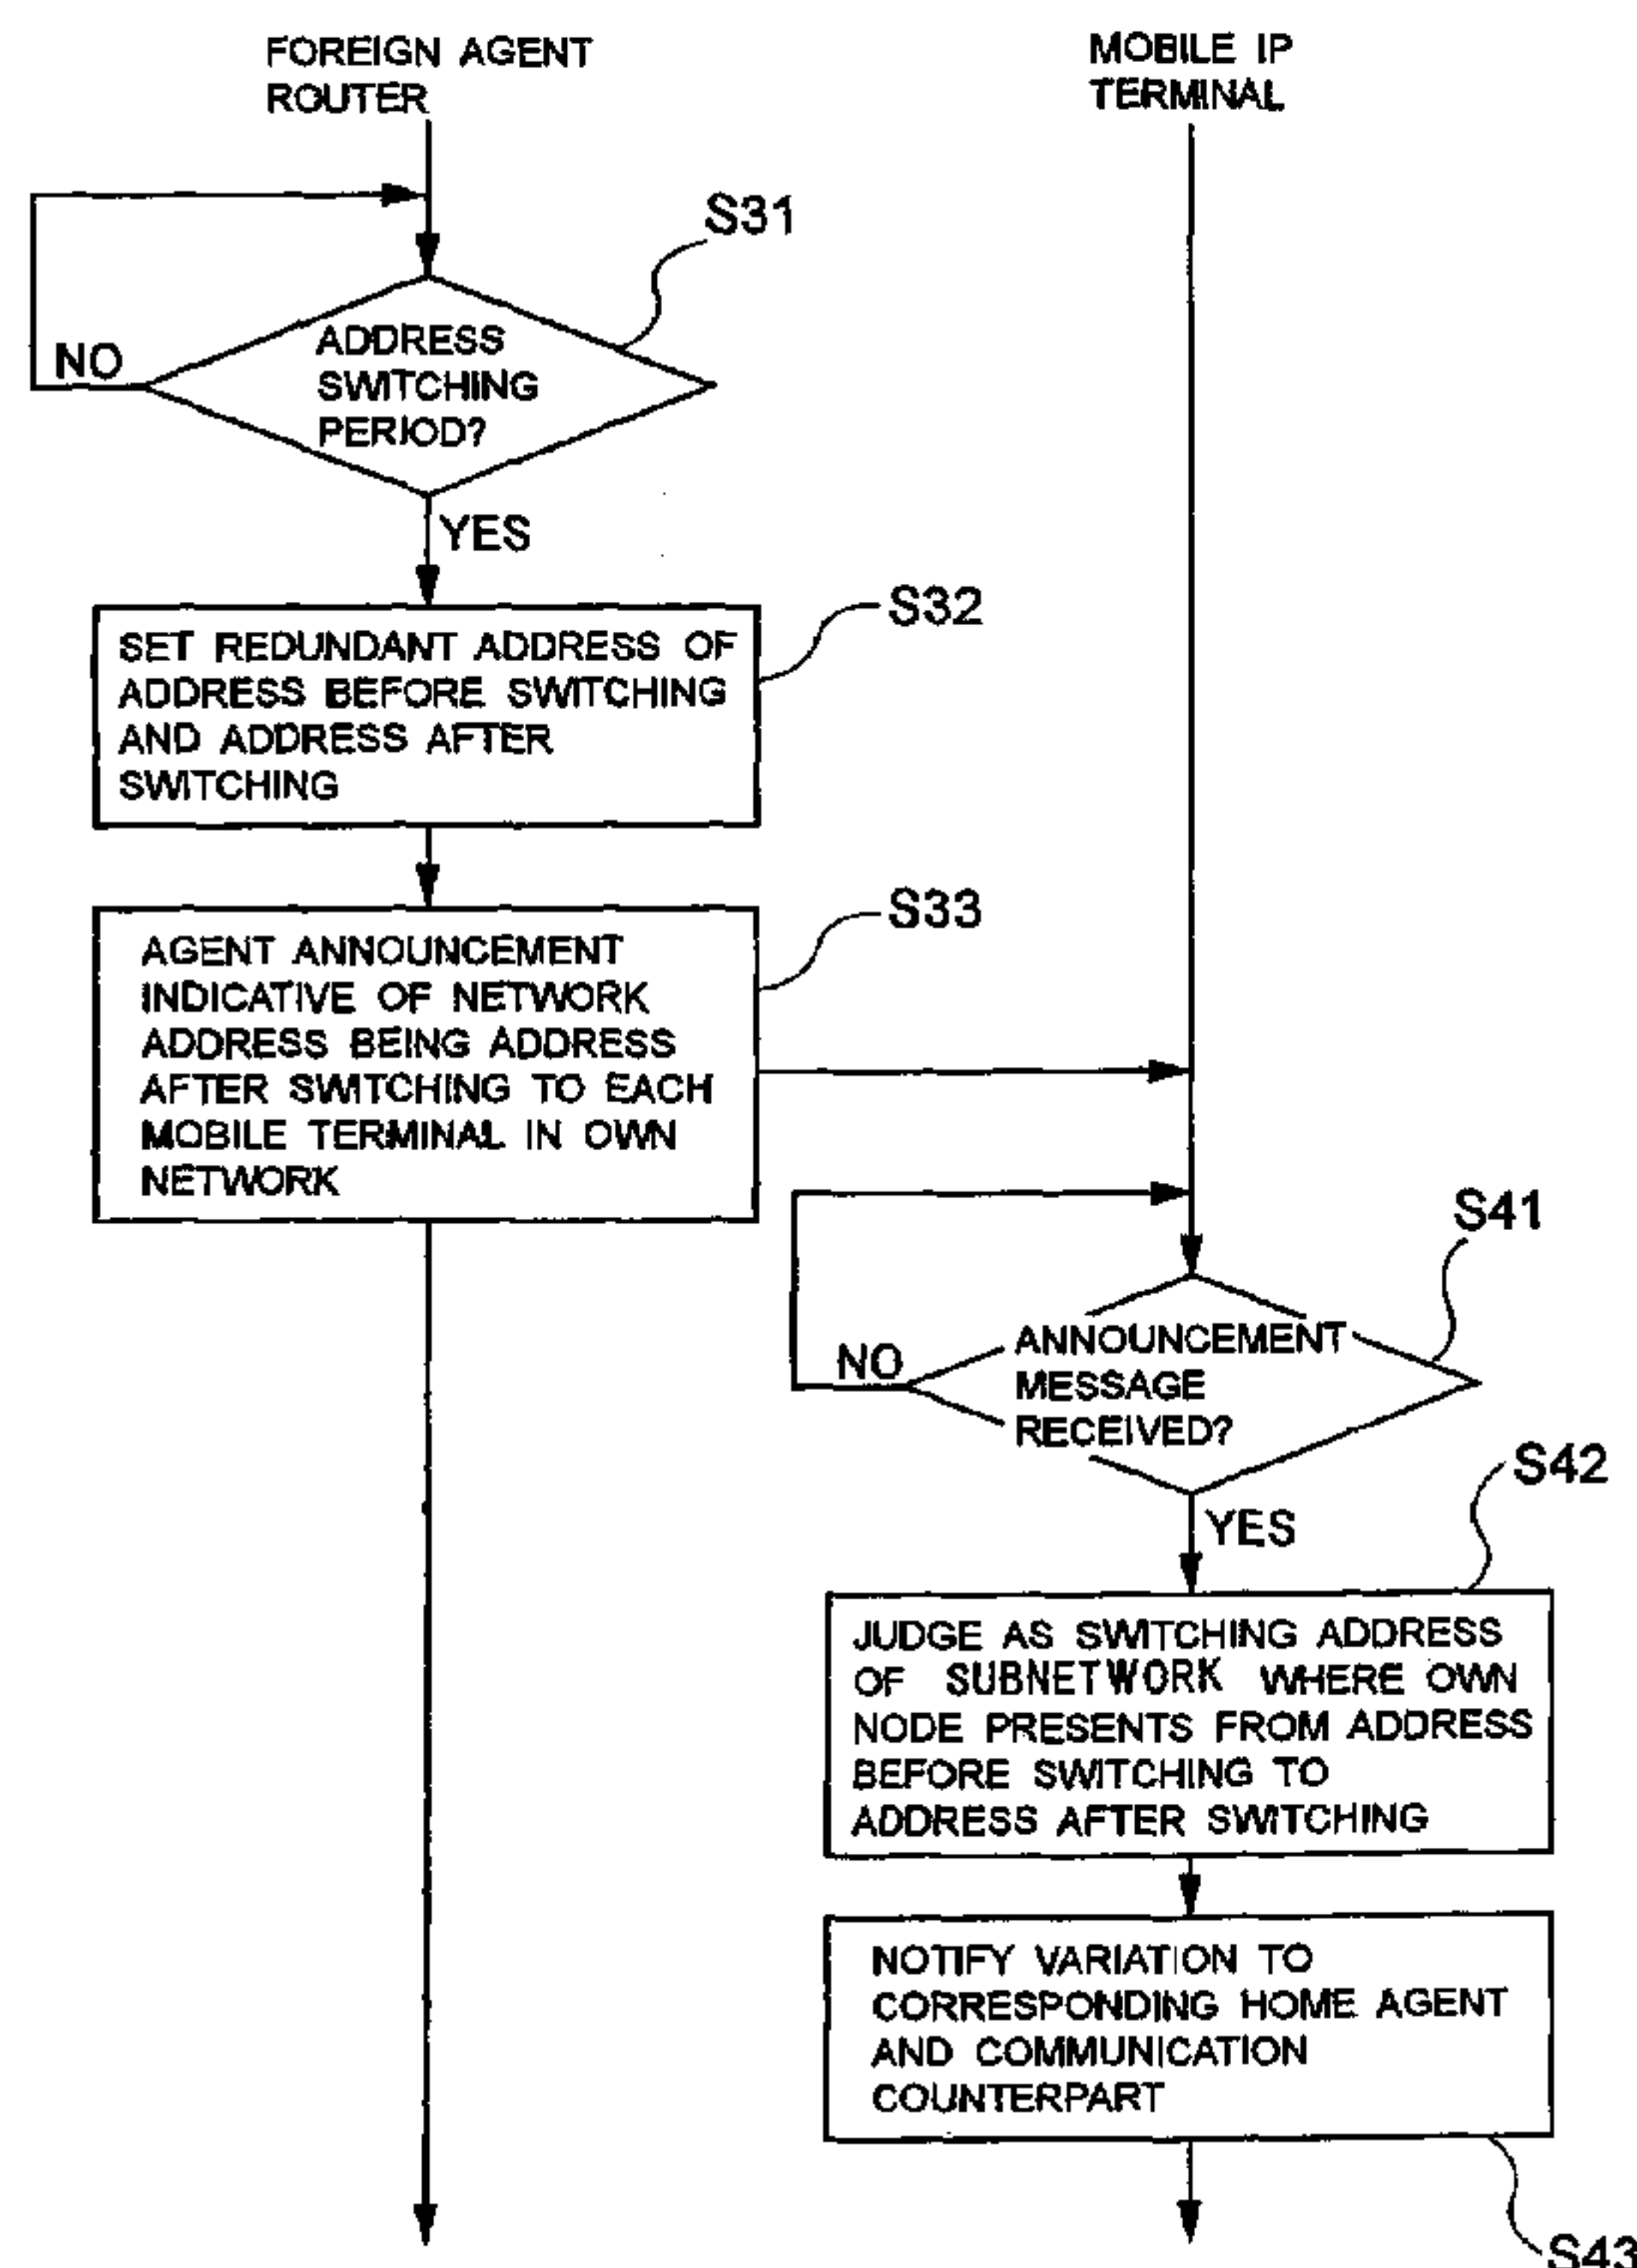 FOREIGN AGENT
ROUTER
MOBILE IP
TERMINAL
S31
ADDRESS
SWITCHING
PERIOD?
NO
YES
S32
SET REDUNDANT ADDRESS OF
ADDRESS BEFORE SWITCHING
AND ADDRESS AFTER
SWITCHING
S33
AGENT ANNOUNCEMENT
INDICATIVE OF NETWORK
ADDRESS BEING ADDRESS
AFTER SWITCHING TO EACH
MOBILE TERMINAL IN OWN
NETWORK
S41
ANNOUNCEMENT
MESSAGE
RECEIVED?
NO
YES
S42
JUDGE AS SWITCHING ADDRESS
OF SUBNETWORK WHERE OWN
NODE PRESENTS FROM ADDRESS
BEFORE SWITCHING TO
ADDRESS AFTER SWITCHING
NOTIFY VARIATION TO
CORRESPONDING HOME AGENT
AND COMMUNICATION
COUNTERPART
S43